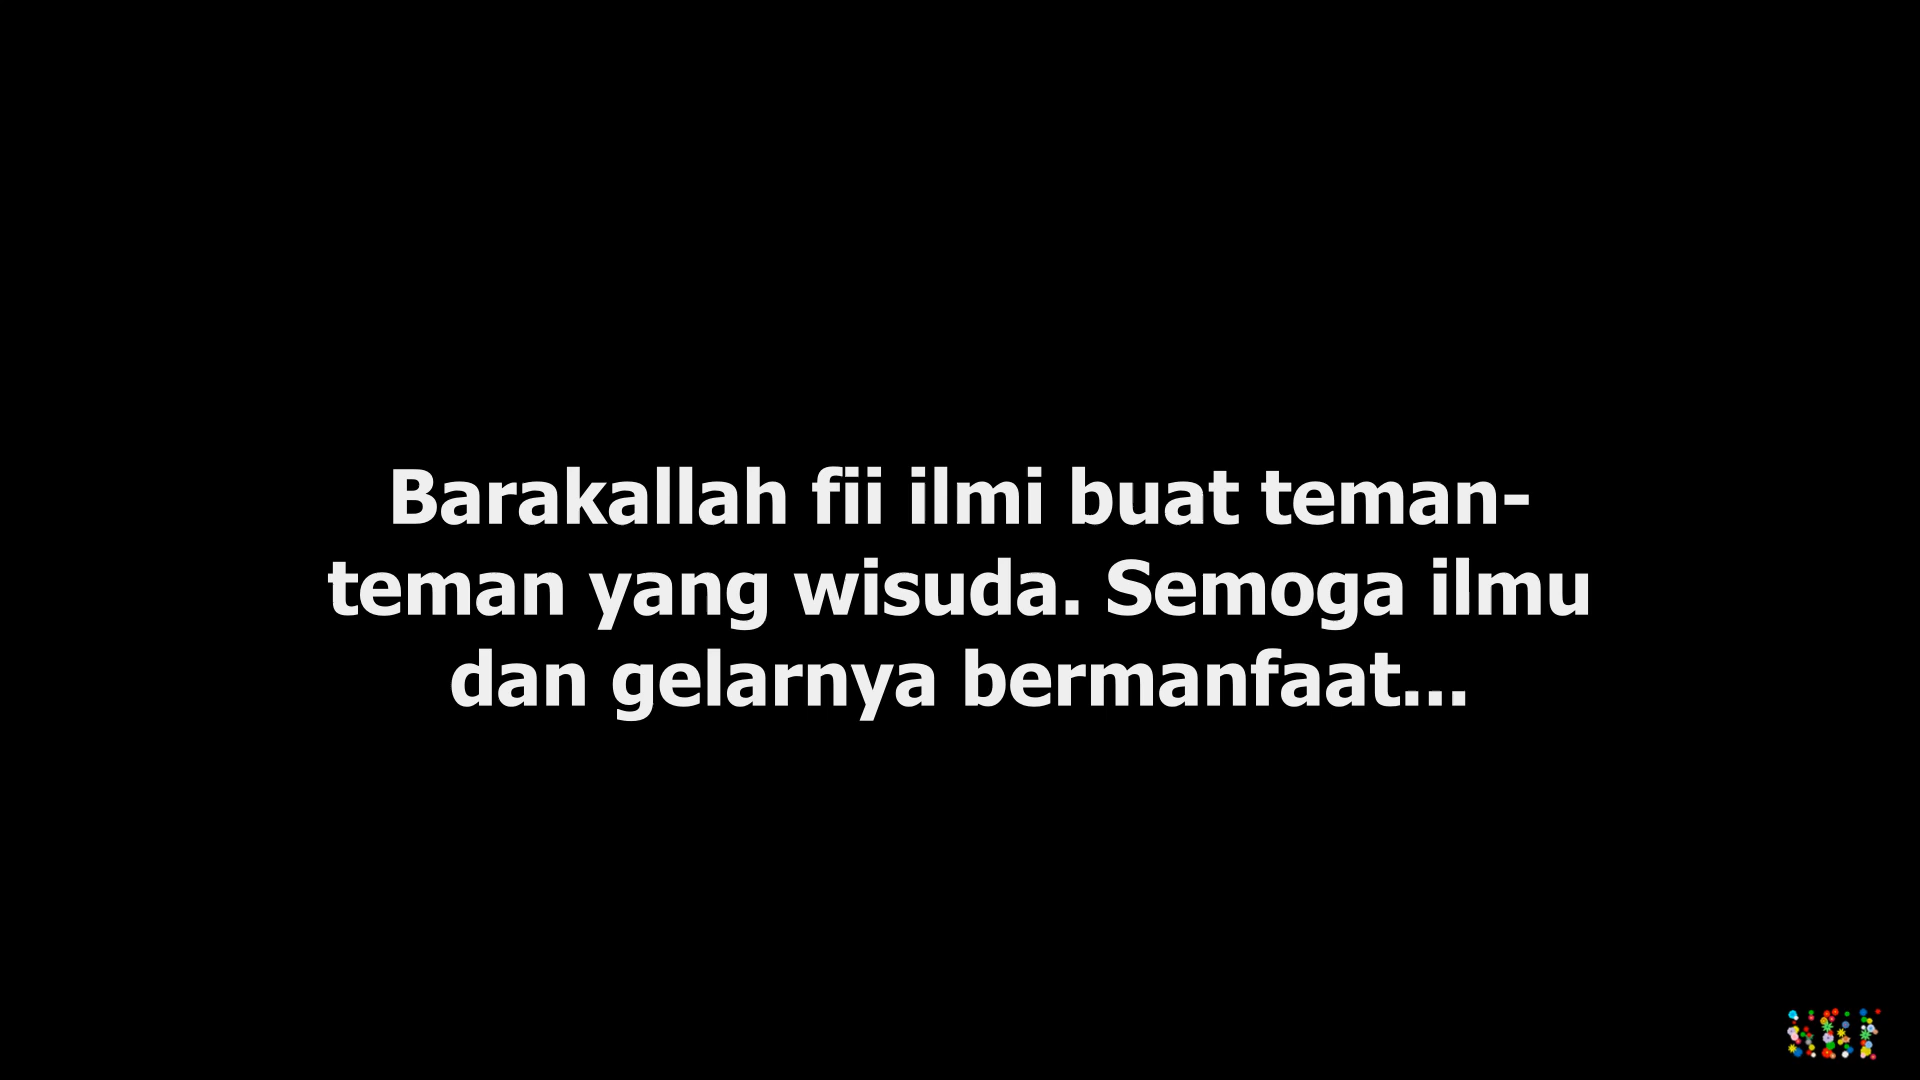 Barakallah fii ilmi buat teman-
teman yang wisuda. Semoga ilmu
dan gelarnya bermanfaat...